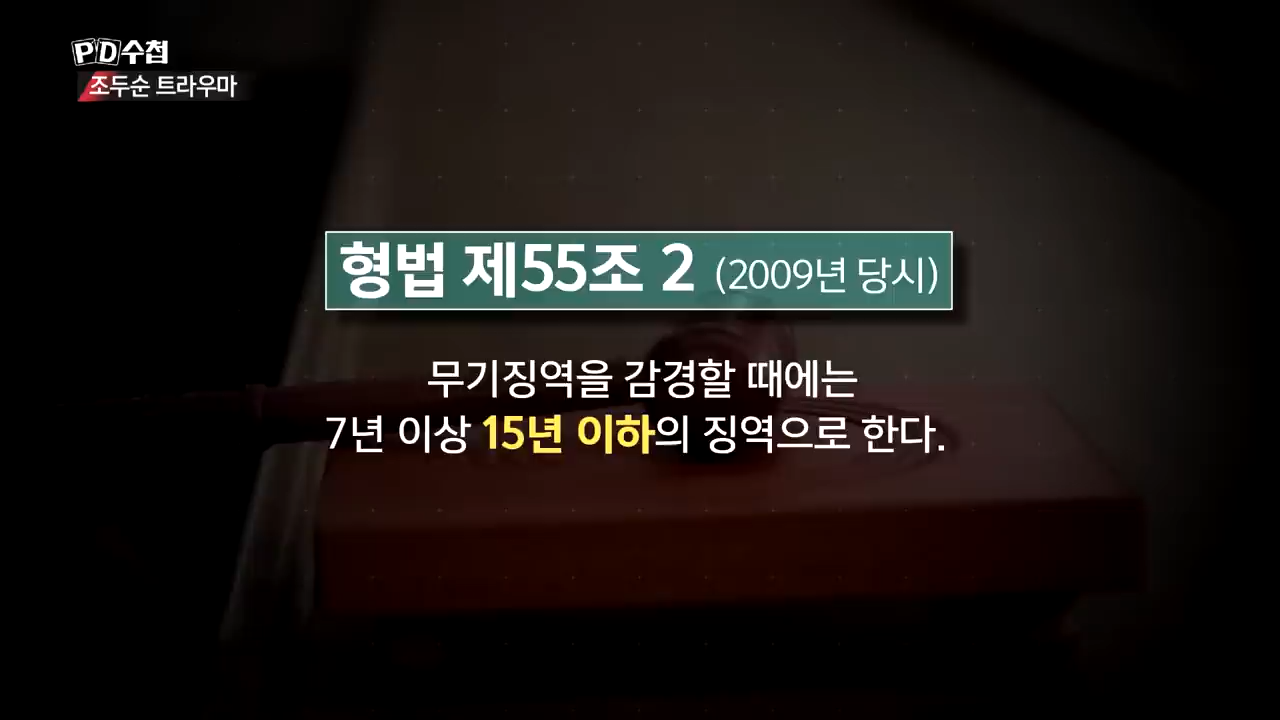 PD수첩
조두순 트라우마
형법 제55조 2 (2009년 당시)
무기징역을 감경할 때에는
7년 이상 15년 이하의 징역으로 한다.